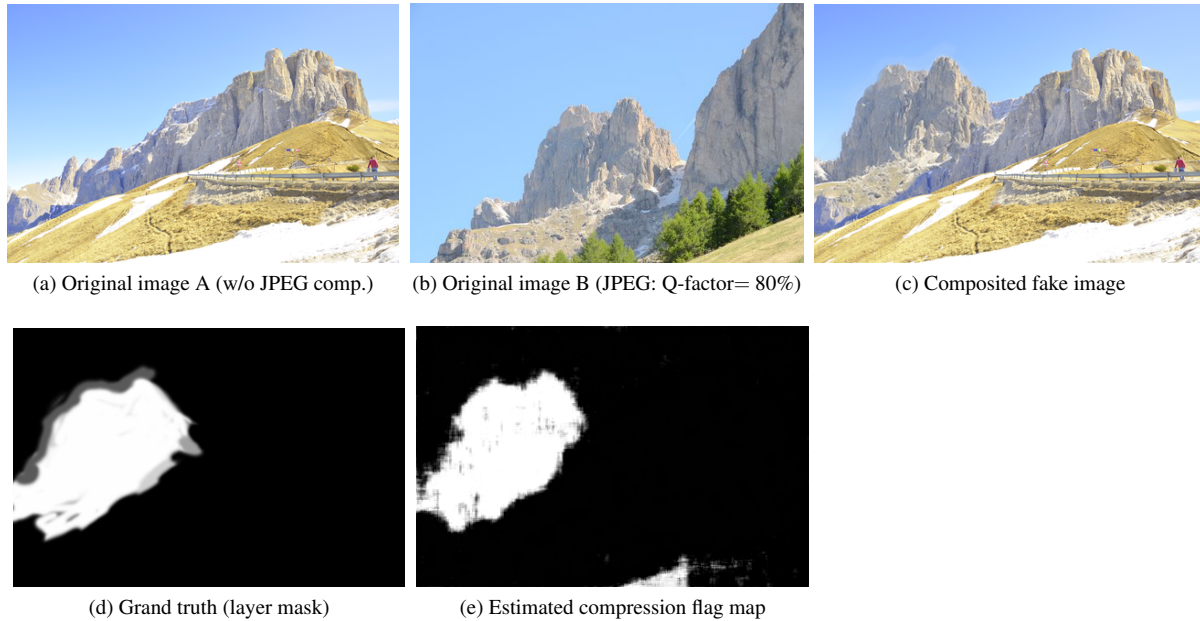 (a) Original image A (w/o JPEG comp.)
(b) Original image B (JPEG: Q-factor= 80%)
(c) Composited fake image
(d) Grand truth (layer mask)
(e) Estimated compression flag map